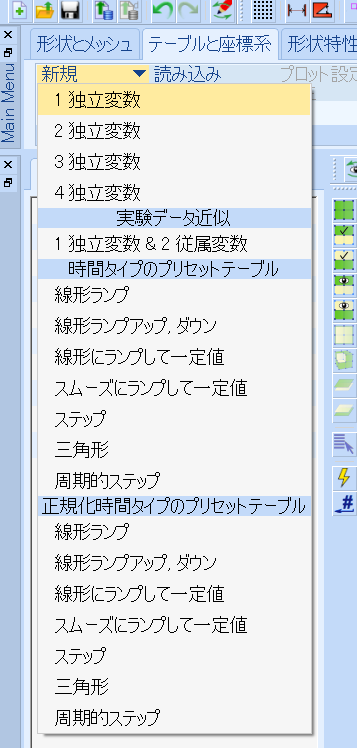 形状とメッシュ テーブルと座標系 形状特性
新規 読み込み プロット設定
Main Menu
1 独立変数
2 独立変数
3 独立変数
4 独立変数
実験データ近似
1 独立変数 & 2 従属変数
時間タイプのプリセットテーブル
線形ランプ
線形ランプアップ, ダウン
線形にランプして一定値
スムーズにランプして一定値
ステップ
三角形
周期的ステップ
正規化時間タイプのプリセットテーブル
線形ランプ
線形ランプアップ, ダウン
線形にランプして一定値
スムーズにランプして一定値
ステップ
三角形
周期的ステップ